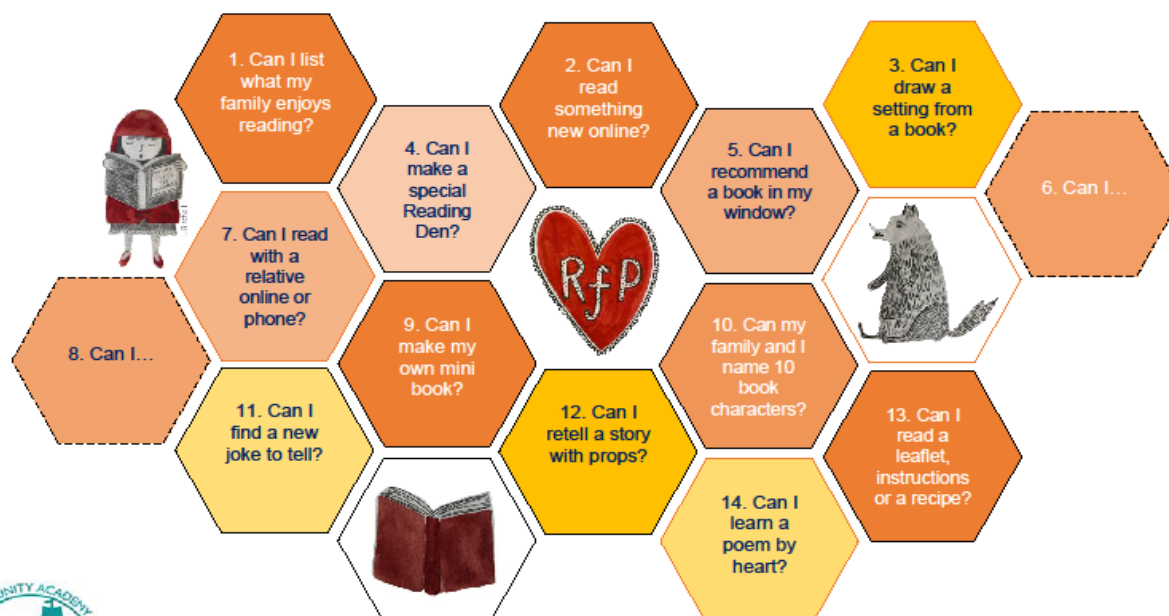 1. Can I list
what my
family enjoys
reading?
2. Can I
read
something
new online?
3. Can I
draw a
setting from
a book?
4. Can I
make a
special
Reading
Den?
5. Can I
recommend
a book in my
window?
6. Can I…
7. Can I read
with a
relative
online or
phone?
RfP
8. Can I…
9. Can I
make my
own mini
book?
10. Can my
family and I
name 10
book
characters?
11. Can I
find a new
joke to tell?
12. Can I
retell a story
with props?
13. Can I
read a
leaflet,
instructions
or a recipe?
14. Can I
learn a
poem by
heart?
ACADEMY